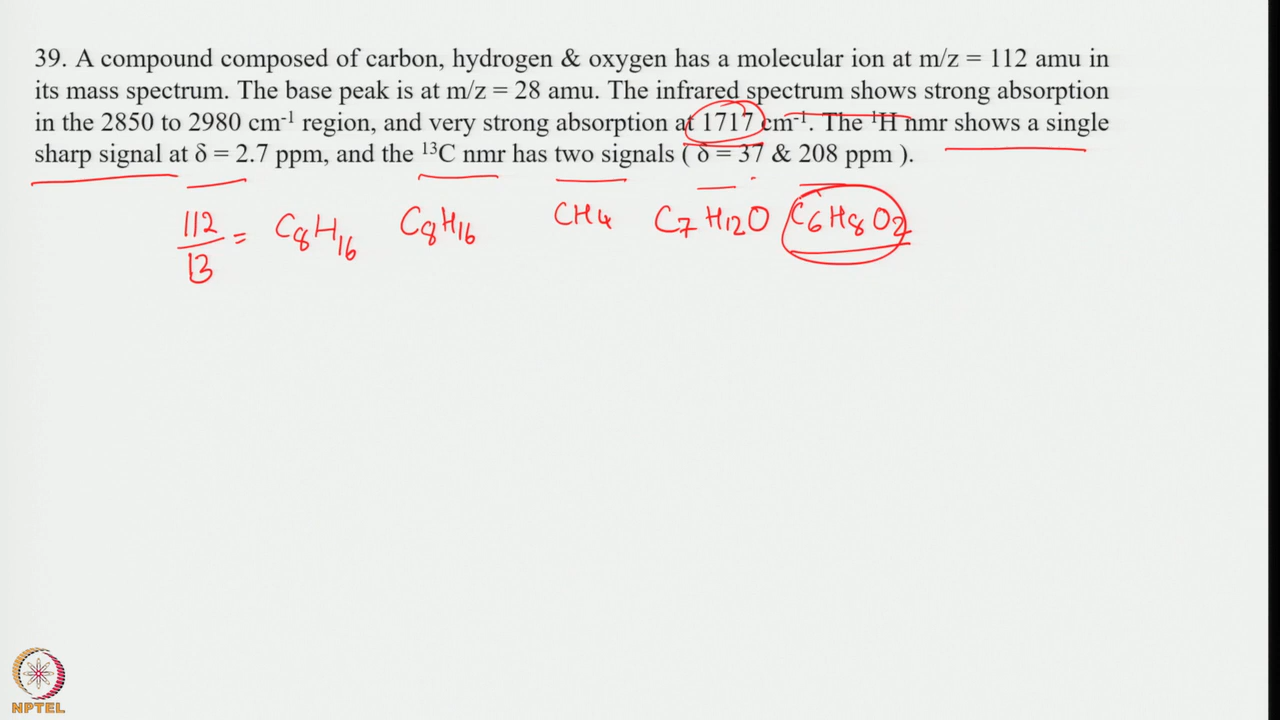 39. A compound composed of carbon, hydrogen & oxygen has a molecular ion at m/z = 112 amu in
its mass spectrum. The base peak is at m/z = 28 amu. The infrared spectrum shows strong absorption
in the 2850 to 2980 cm⁻¹ region, and very strong absorption at 1717 cm⁻¹. The ¹H nmr shows a single
sharp signal at δ = 2.7 ppm, and the ¹³C nmr has two signals ( δ = 37 & 208 ppm ).
112/13 = C₈H₁₆ C₈H₁₆ CH₄ C₇H₁₂O C₆H₈O₂
NPTEL